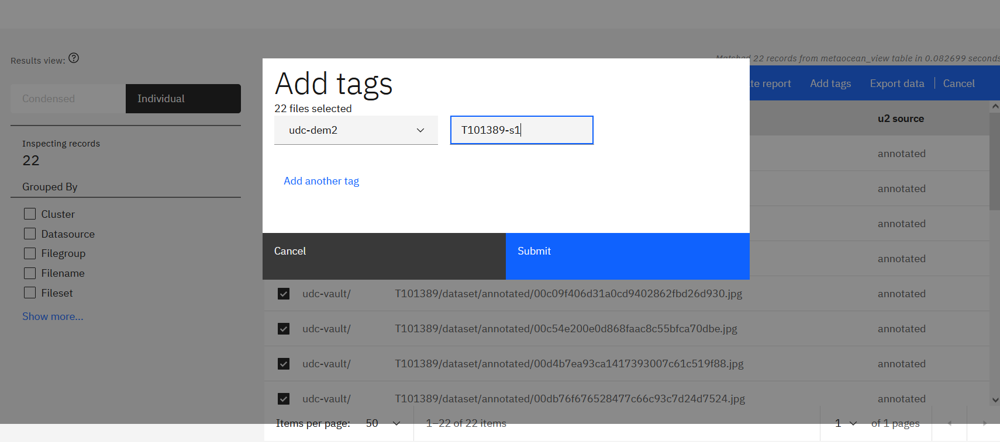 Results view:
Matched 22 records from metaocean_view table in 0.082699 seconds
Condensed
Individual
te report
Add tags
Export data
Cancel
Add tags
22 files selected
udc-dem2
T101389-s1
Add another tag
Cancel
Submit
Inspecting records
22
Grouped By
Cluster
Datasource
Filegroup
Filename
Fileset
Show more...
u2 source
annotated
annotated
annotated
annotated
udc-vault/ T101389/dataset/annotated/00c09f406d31a0cd9402862fbd26d930.jpg annotated
udc-vault/ T101389/dataset/annotated/00c54e200e0d868faac8c55bfca70dbe.jpg annotated
udc-vault/ T101389/dataset/annotated/00d4b7ea93ca1417393007c61c519f88.jpg annotated
udc-vault/ T101389/dataset/annotated/00db76f676528477c66c93c7d24d7524.jpg annotated
Items per page: 50 1–22 of 22 items 1 of 1 pages